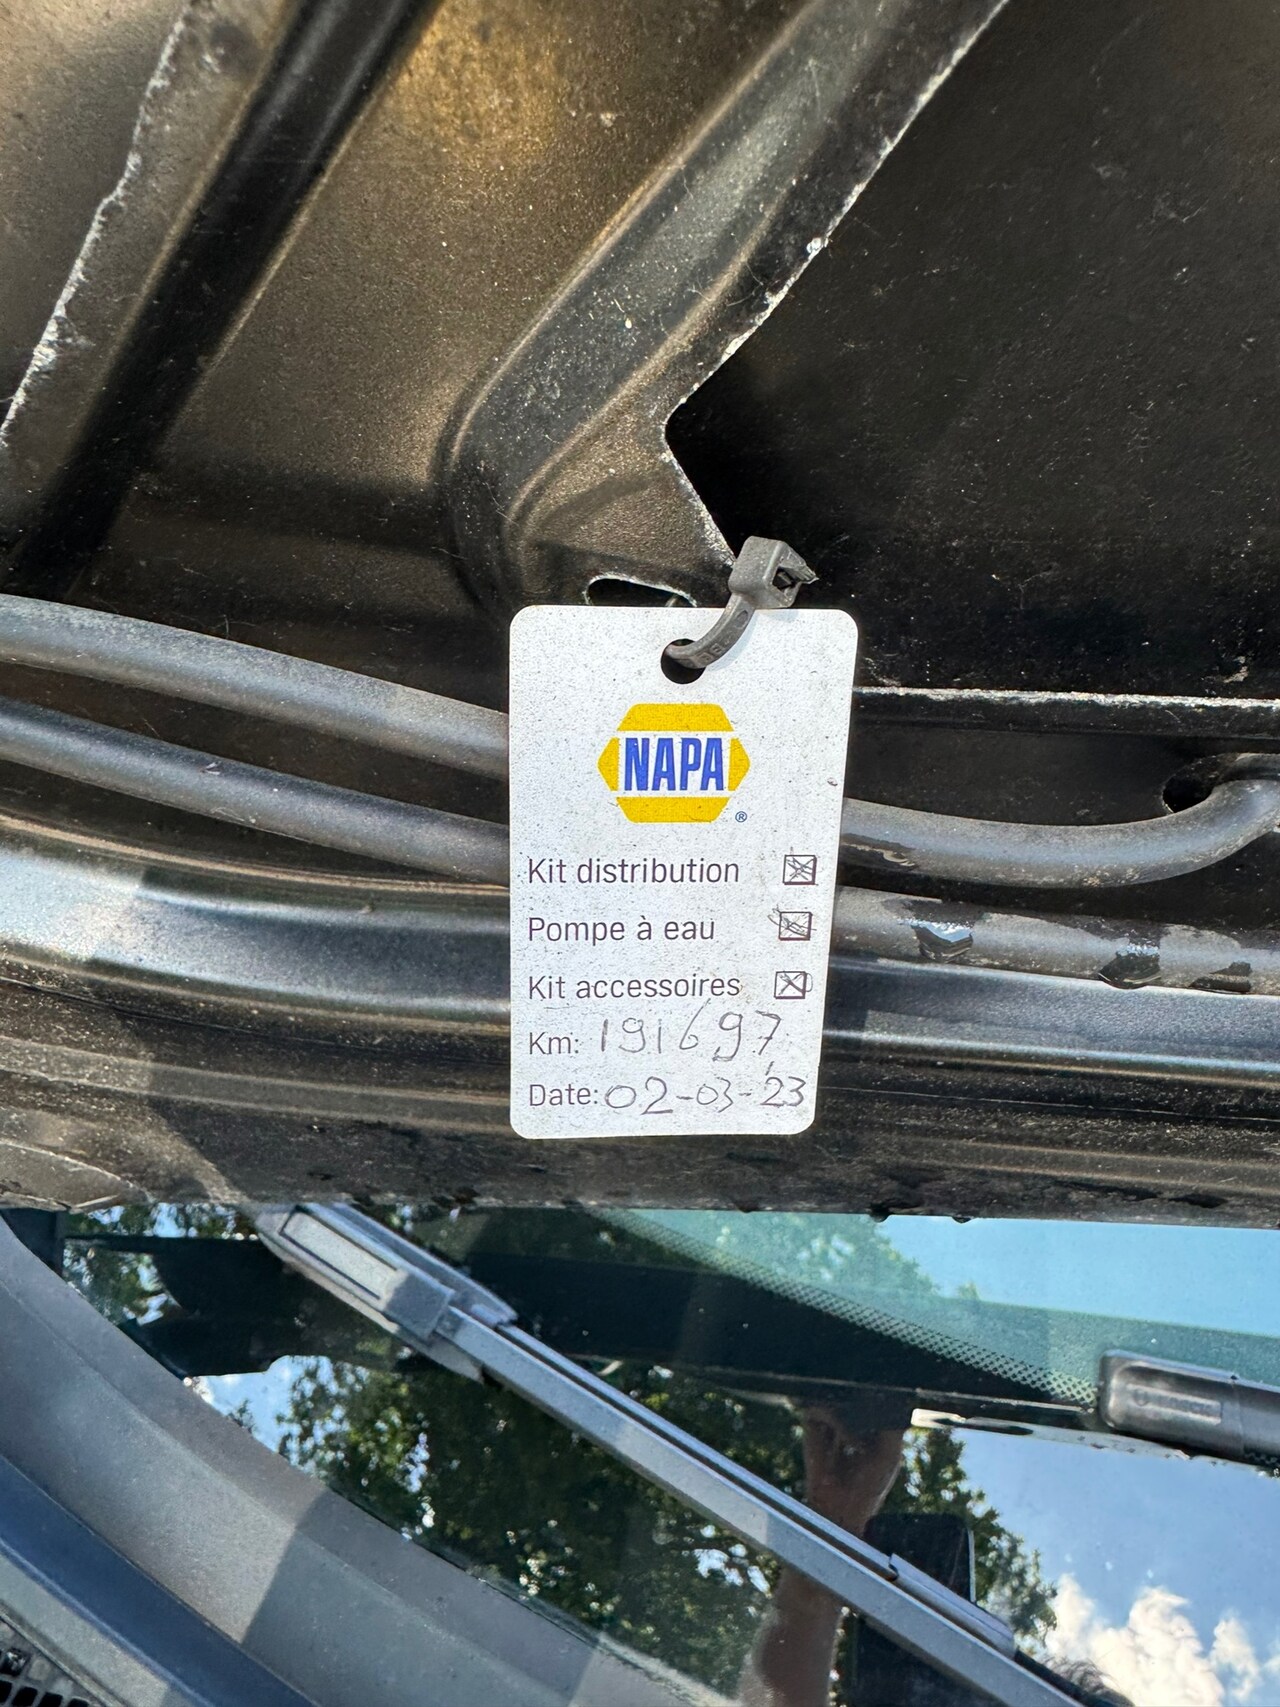 NAPA
®
Kit distribution
Pompe à eau
Kit accessoires
Km: 191697
Date: 02-03-23